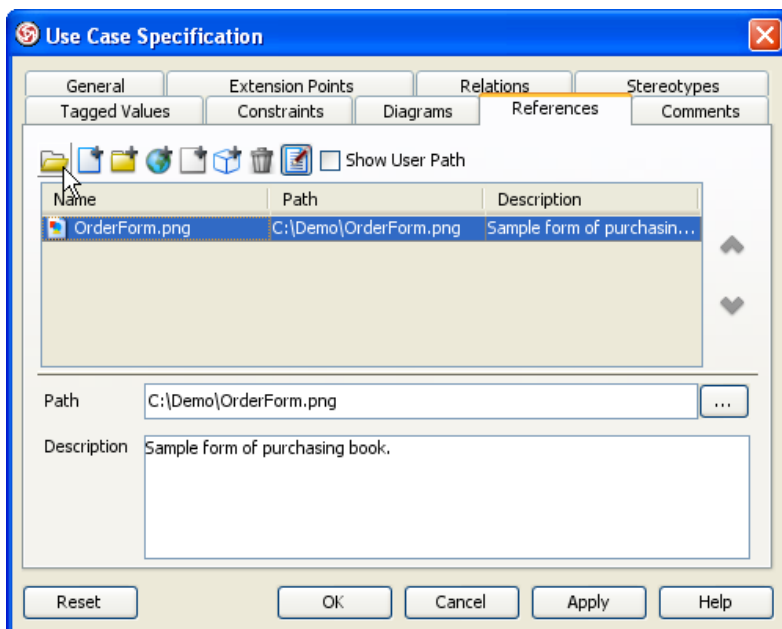 Use Case Specification
General Extension Points Relations Stereotypes
Tagged Values Constraints Diagrams References Comments
Show User Path
Name Path Description
OrderForm.png C:\Demo\OrderForm.png Sample form of purchasin...
Path C:\Demo\OrderForm.png ...
Description Sample form of purchasing book.
Reset OK Cancel Apply Help